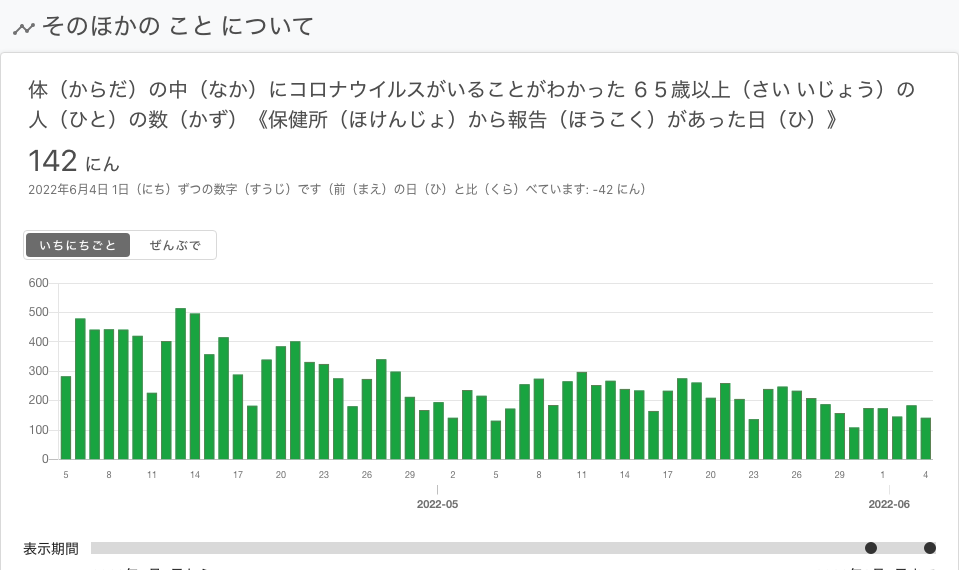 そのほかの こと について
体（からだ）の中（なか）にコロナウイルスがいることがわかった ６５歳以上（さい いじょう）の
人（ひと）の数（かず）《保健所（ほけんじょ）から報告（ほうこく）があった日（ひ）》
142 にん
2022年6月4日 1日（にち）ずつの数字（すうじ）です（前（まえ）の日（ひ）と比（くら）べています: -42 にん）
いちにちごと ぜんぶで
600
500
400
300
200
100
0
5 8 11 14 17 20 23 26 29 2 5 8 11 14 17 20 23 26 29 1 4
2022-05 2022-06
表示期間